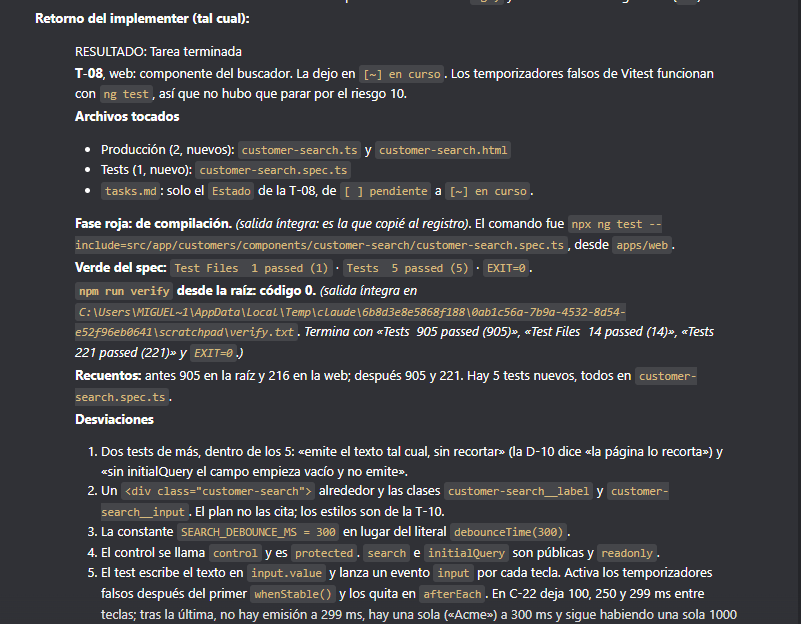 Retorno del implementer (tal cual):
RESULTADO: Tarea terminada
T-08, web: componente del buscador. La dejo en [~] en curso. Los temporizadores falsos de Vitest funcionan
con ng test, así que no hubo que parar por el riesgo 10.
Archivos tocados
• Producción (2, nuevos): customer-search.ts y customer-search.html
• Tests (1, nuevo): customer-search.spec.ts
• tasks.md: solo el Estado de la T-08, de [ ] pendiente a [~] en curso.
Fase roja: de compilación. (salida íntegra: es la que copié al registro). El comando fue npx ng test --
include=src/app/customers/components/customer-search/customer-search.spec.ts, desde apps/web.
Verde del spec: Test Files  1 passed (1) · Tests  5 passed (5) · EXIT=0.
npm run verify desde la raíz: código 0. (salida íntegra en
C:\Users\MIGUEL~1\AppData\Local\Temp\claude\6b8d3e8e5868f188\0ab1c56a-7b9a-4532-8d54-
e52f96eb0641\scratchpad\verify.txt. Termina con «Tests  905 passed (905)», «Test Files  14 passed (14)», «Tests
221 passed (221)» y EXIT=0.)
Recuentos: antes 905 en la raíz y 216 en la web; después 905 y 221. Hay 5 tests nuevos, todos en customer-
search.spec.ts.
Desviaciones
1. Dos tests de más, dentro de los 5: «emite el texto tal cual, sin recortar» (la D-10 dice «la página lo recorta») y
«sin initialQuery el campo empieza vacío y no emite».
2. Un <div class="customer-search"> alrededor y las clases customer-search__label y customer-
search__input. El plan no las cita; los estilos son de la T-10.
3. La constante SEARCH_DEBOUNCE_MS = 300 en lugar del literal debounceTime(300).
4. El control se llama control y es protected. search e initialQuery son públicas y readonly.
5. El test escribe el texto en input.value y lanza un evento input por cada tecla. Activa los temporizadores
falsos después del primer whenStable() y los quita en afterEach. En C-22 deja 100, 250 y 299 ms entre
teclas; tras la última, no hay emisión a 299 ms, hay una sola («Acme») a 300 ms y sigue habiendo una sola 1000